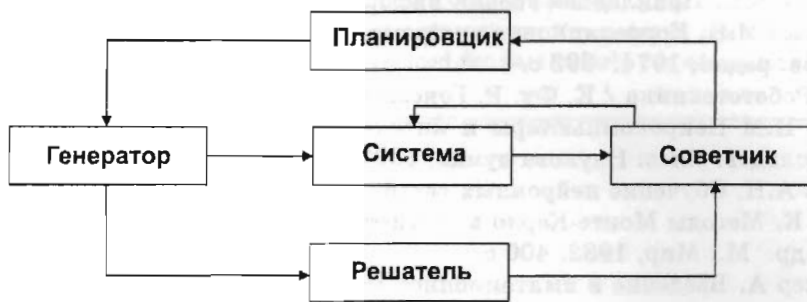 Планировщик
Генератор
Система
Советчик
Решатель